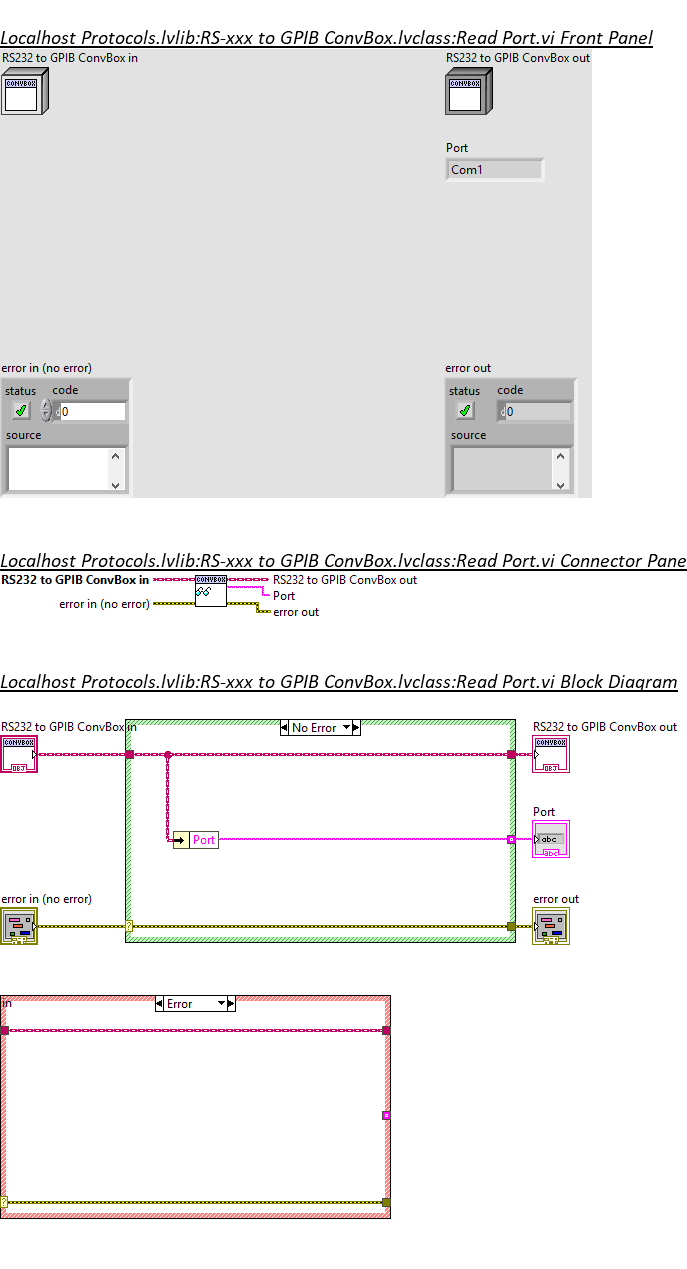 Localhost Protocols.lvlib:RS-xxx to GPIB ConvBox.lvclass:Read Port.vi Front Panel
RS232 to GPIB ConvBox in
RS232 to GPIB ConvBox out
CONVBOX
CONVBOX
Port
Com1
error in (no error)
error out
status
code
status
code
d
0
d
0
source
source
Localhost Protocols.lvlib:RS-xxx to GPIB ConvBox.lvclass:Read Port.vi Connector Pane
RS232 to GPIB ConvBox in
CONVBOX
RS232 to GPIB ConvBox out
Port
error in (no error)
error out
Localhost Protocols.lvlib:RS-xxx to GPIB ConvBox.lvclass:Read Port.vi Block Diagram
RS232 to GPIB ConvBox in
No Error
RS232 to GPIB ConvBox out
CONVBOX
OBJ
CONVBOX
OBJ
Port
Port
abc
abc
error in (no error)
error out
?
in
Error
?